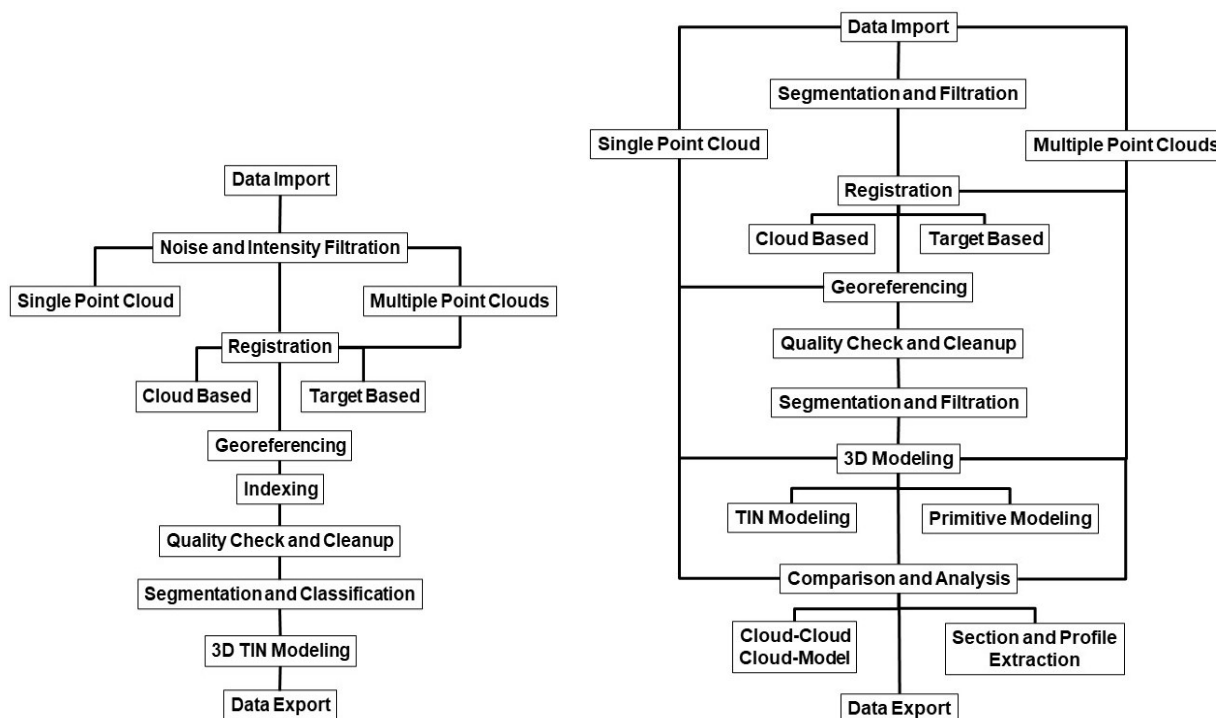 Data Import
Noise and Intensity Filtration
Single Point Cloud
Multiple Point Clouds
Registration
Cloud Based
Target Based
Georeferencing
Indexing
Quality Check and Cleanup
Segmentation and Classification
3D TIN Modeling
Data Export
Data Import
Segmentation and Filtration
Single Point Cloud
Multiple Point Clouds
Registration
Cloud Based
Target Based
Georeferencing
Quality Check and Cleanup
Segmentation and Filtration
3D Modeling
TIN Modeling
Primitive Modeling
Comparison and Analysis
Cloud-Cloud
Cloud-Model
Section and Profile
Extraction
Data Export